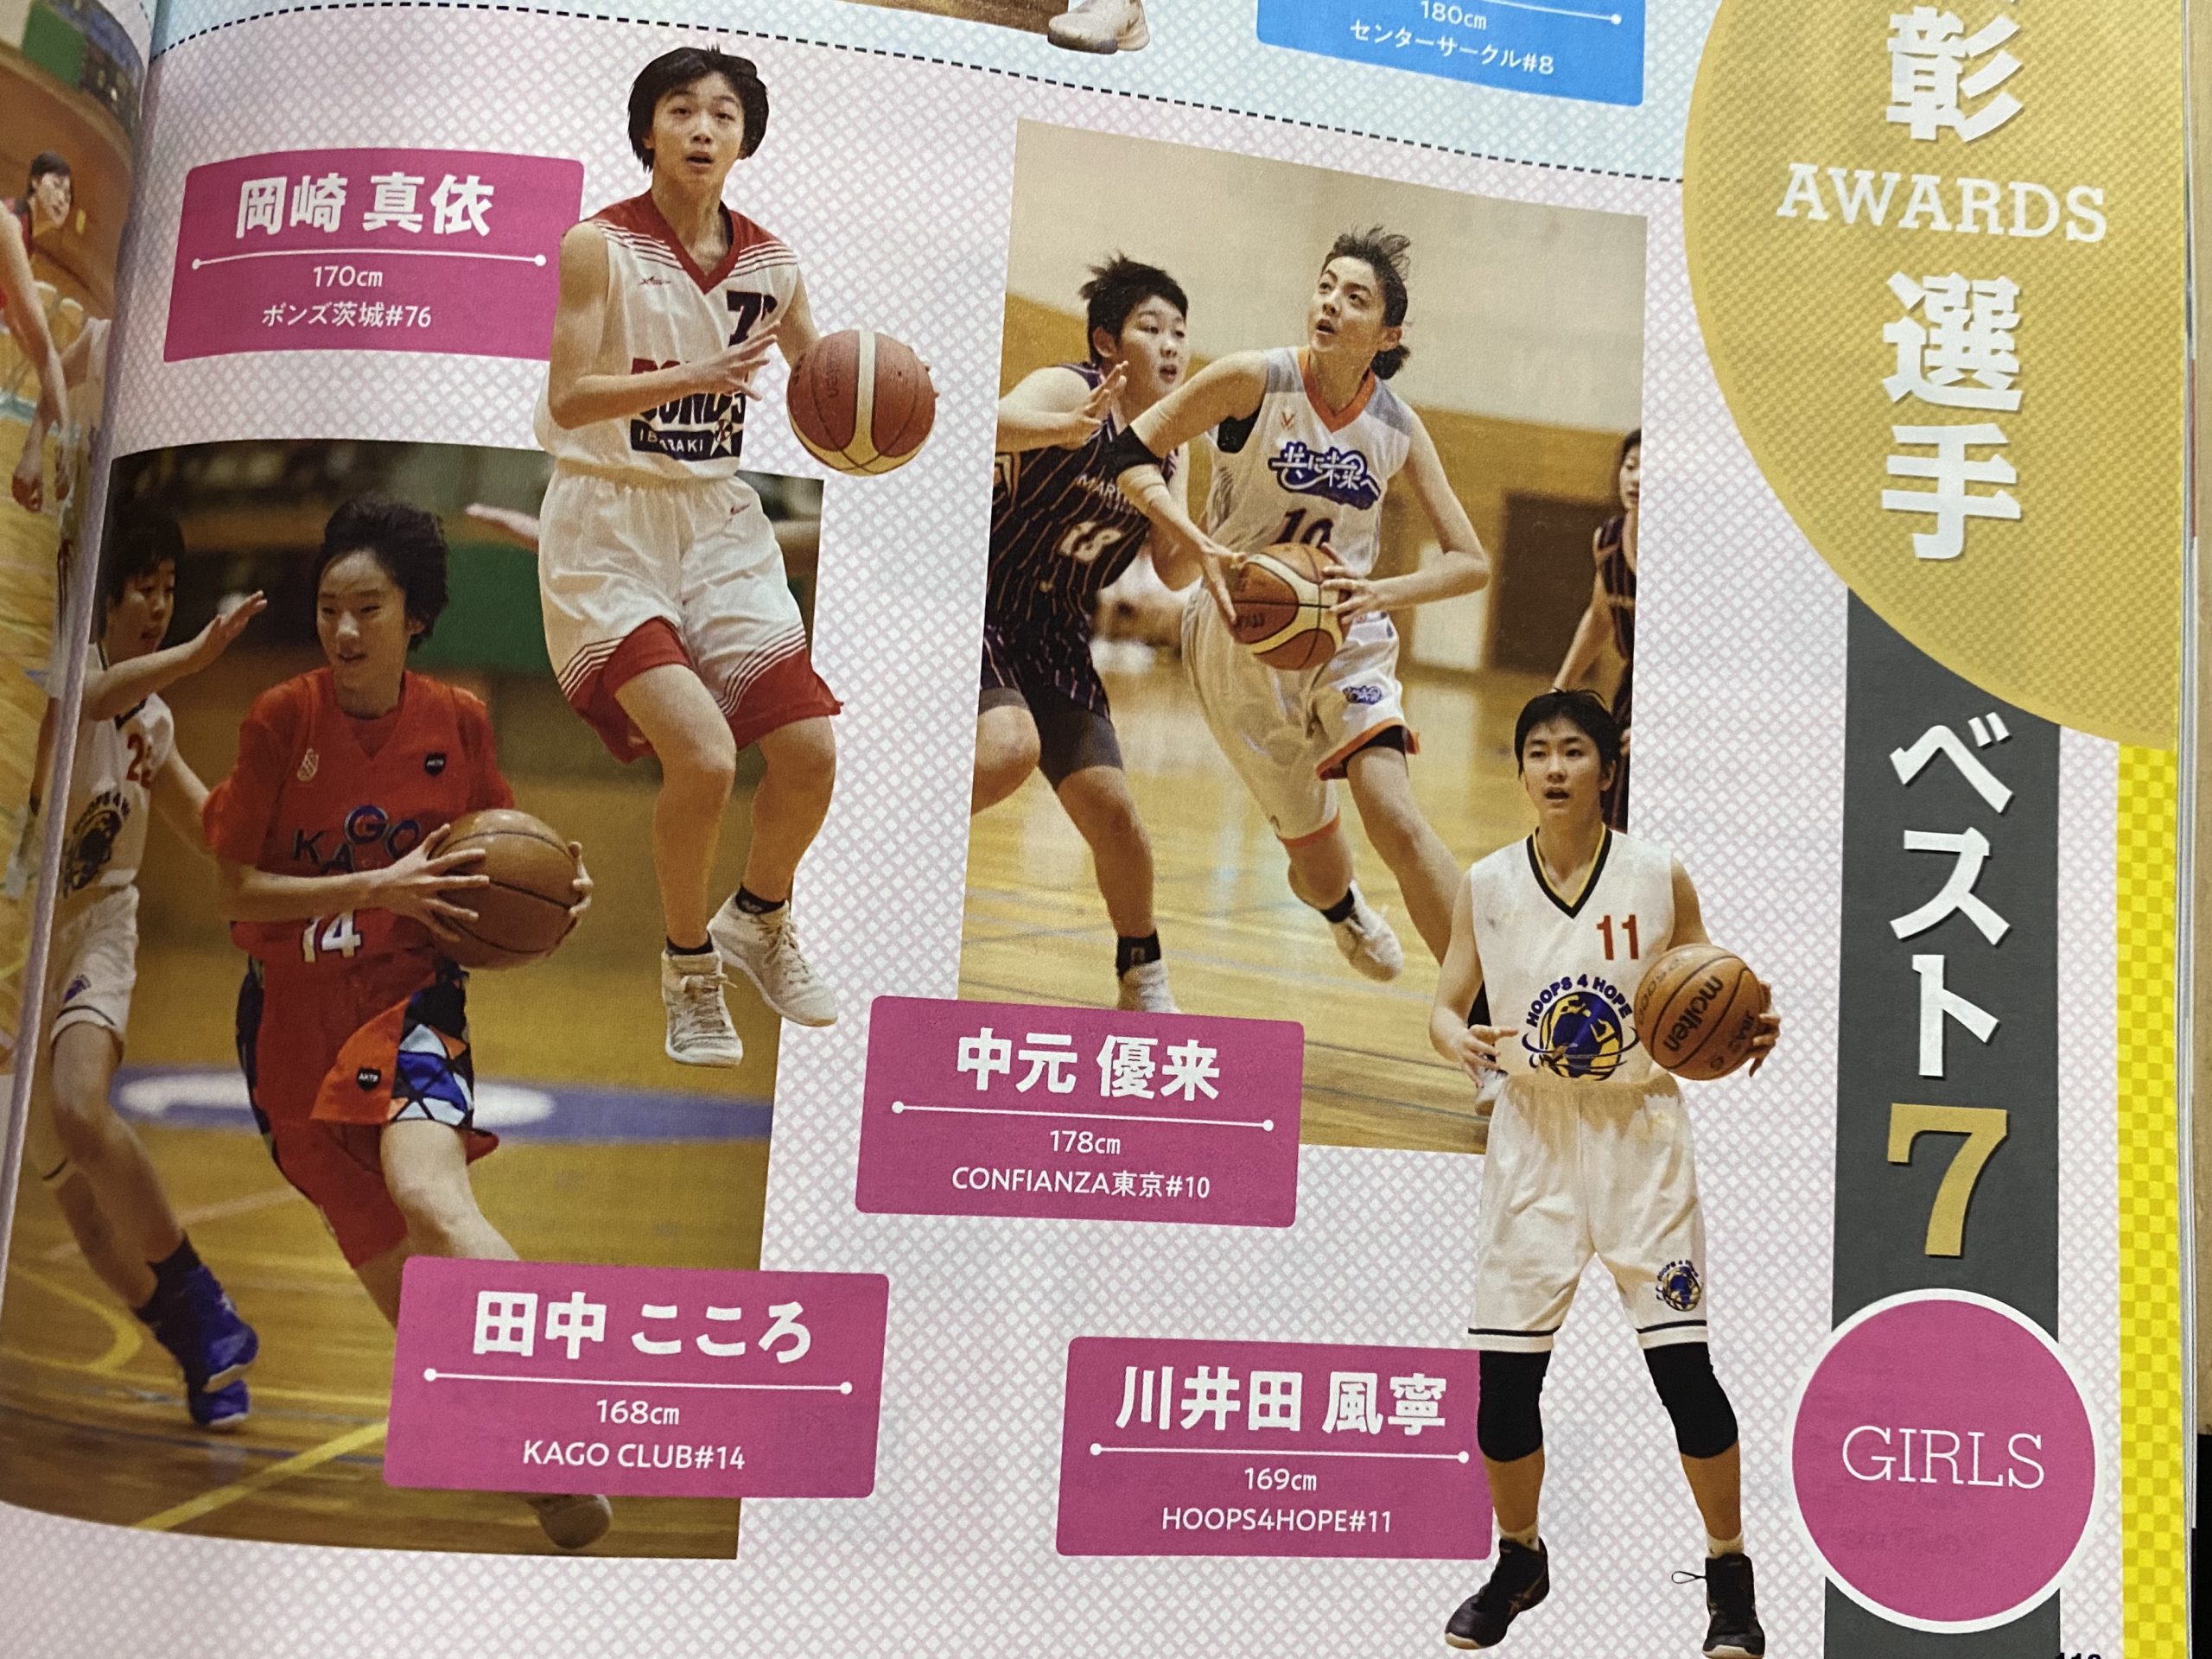 180cm
センターサークル#8
彰
AWARDS
選手
ベスト7
GIRLS
岡崎 真依
170cm
ボンズ茨城#76
IBARAKI
中元 優来
178cm
CONFIANZA東京#10
共に未来へ
10
13
田中 こころ
168cm
KAGO CLUB#14
KAGO
14
AKTR
AKTR
川井田 風寧
169cm
HOOPS4HOPE#11
11
HOOPS 4 HOPE
molten